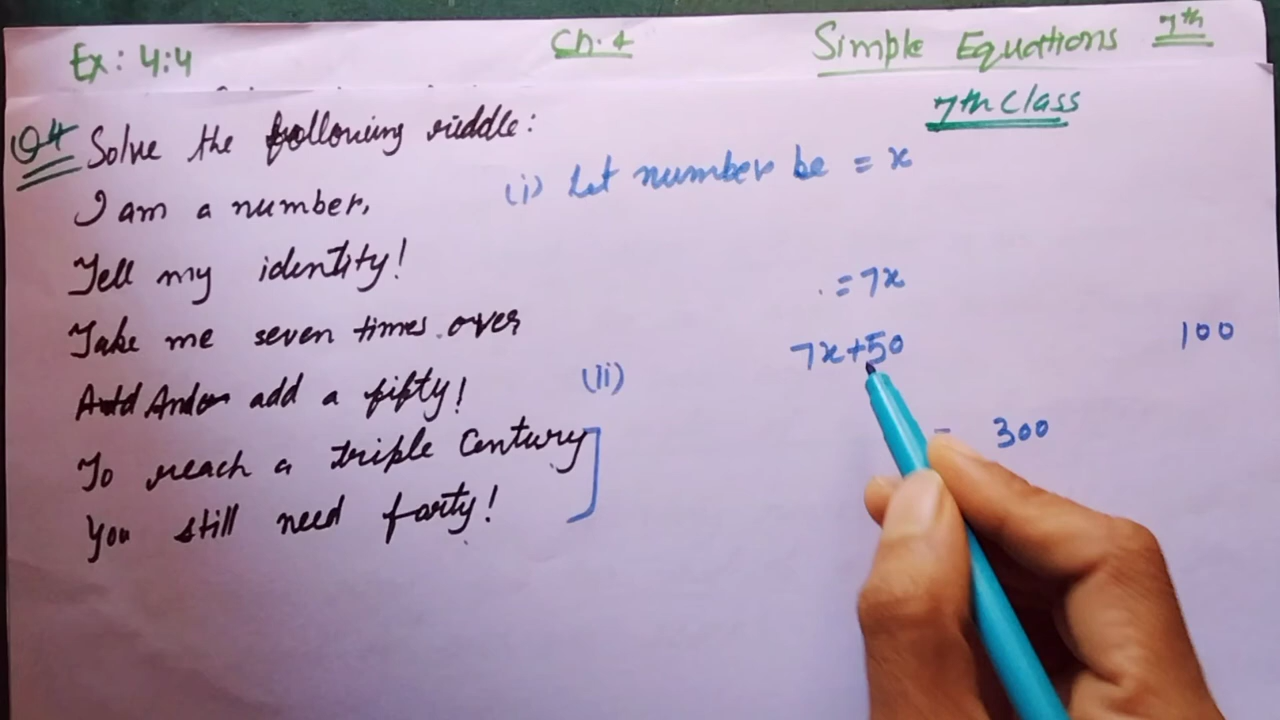 Ex: 4:4 Ch. 4 Simple Equations 7th
7th Class
Q4 Solve the following riddle:
I am a number,
(i) Let number be = x
Tell my identity!
= 7x
Take me seven times over
7x+50
100
And add a fifty!
(ii)
To reach a triple Century
= 300
You still need forty!